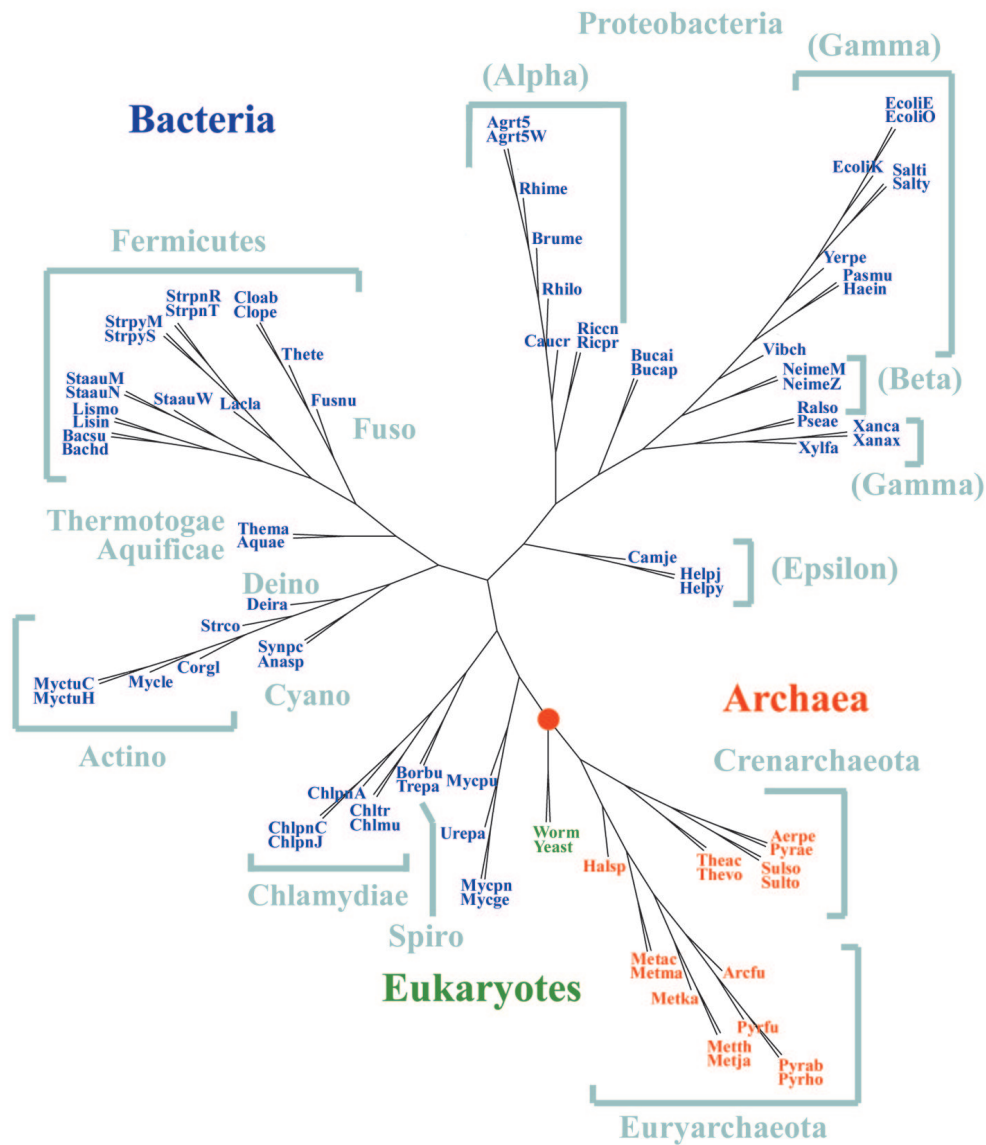 Proteobacteria
(Gamma)
(Alpha)
Bacteria
EcoliE
EcoliO
Agrt5
Agrt5W
EcoliK
Salti
Salty
Rhime
Brume
Fermicutes
Yerpe
Pasmu
Haein
Rhilo
StrpnR
StrpnT
Cloab
Clope
StrpyM
StrpyS
Caucr
Riccn
Ricpr
Thete
Bucai
Bucap
Vibch
NeimeM
NeimeZ
(Beta)
StaauM
StaauN
StaauW
Lacla
Fusnu
Fuso
Lismo
Lisin
Bacsu
Bachd
Ralso
Pseae
Xanca
Xanax
Xylfa
(Gamma)
Thermotogae
Aquificae
Thema
Aquae
Camje
Helpj
Helpy
(Epsilon)
Deino
Deira
Strco
Synpc
Anasp
Corgl
Mycle
MyctuC
MyctuH
Cyano
Actino
Archaea
Crenarchaeota
Borbu
Trepa
Mycpu
ChlpnA
Chltr
Chlmu
ChlpnC
ChlpnJ
Urepa
Worm
Yeast
Aerpe
Pyrae
Theac
Thevo
Sulso
Sulto
Halsp
Chlamydiae
Mycpn
Mycge
Spiro
Eukaryotes
Metac
Metma
Arcfu
Metka
Pyrfu
Metth
Metja
Pyrab
Pyrho
Euryarchaeota